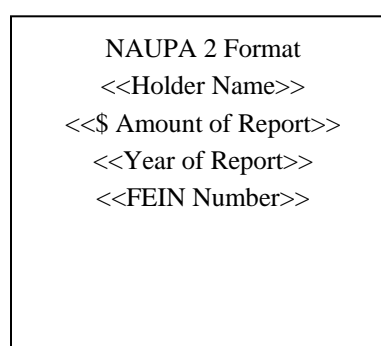 NAUPA 2 Format
<<Holder Name>>
<<$ Amount of Report>>
<<Year of Report>>
<<FEIN Number>>